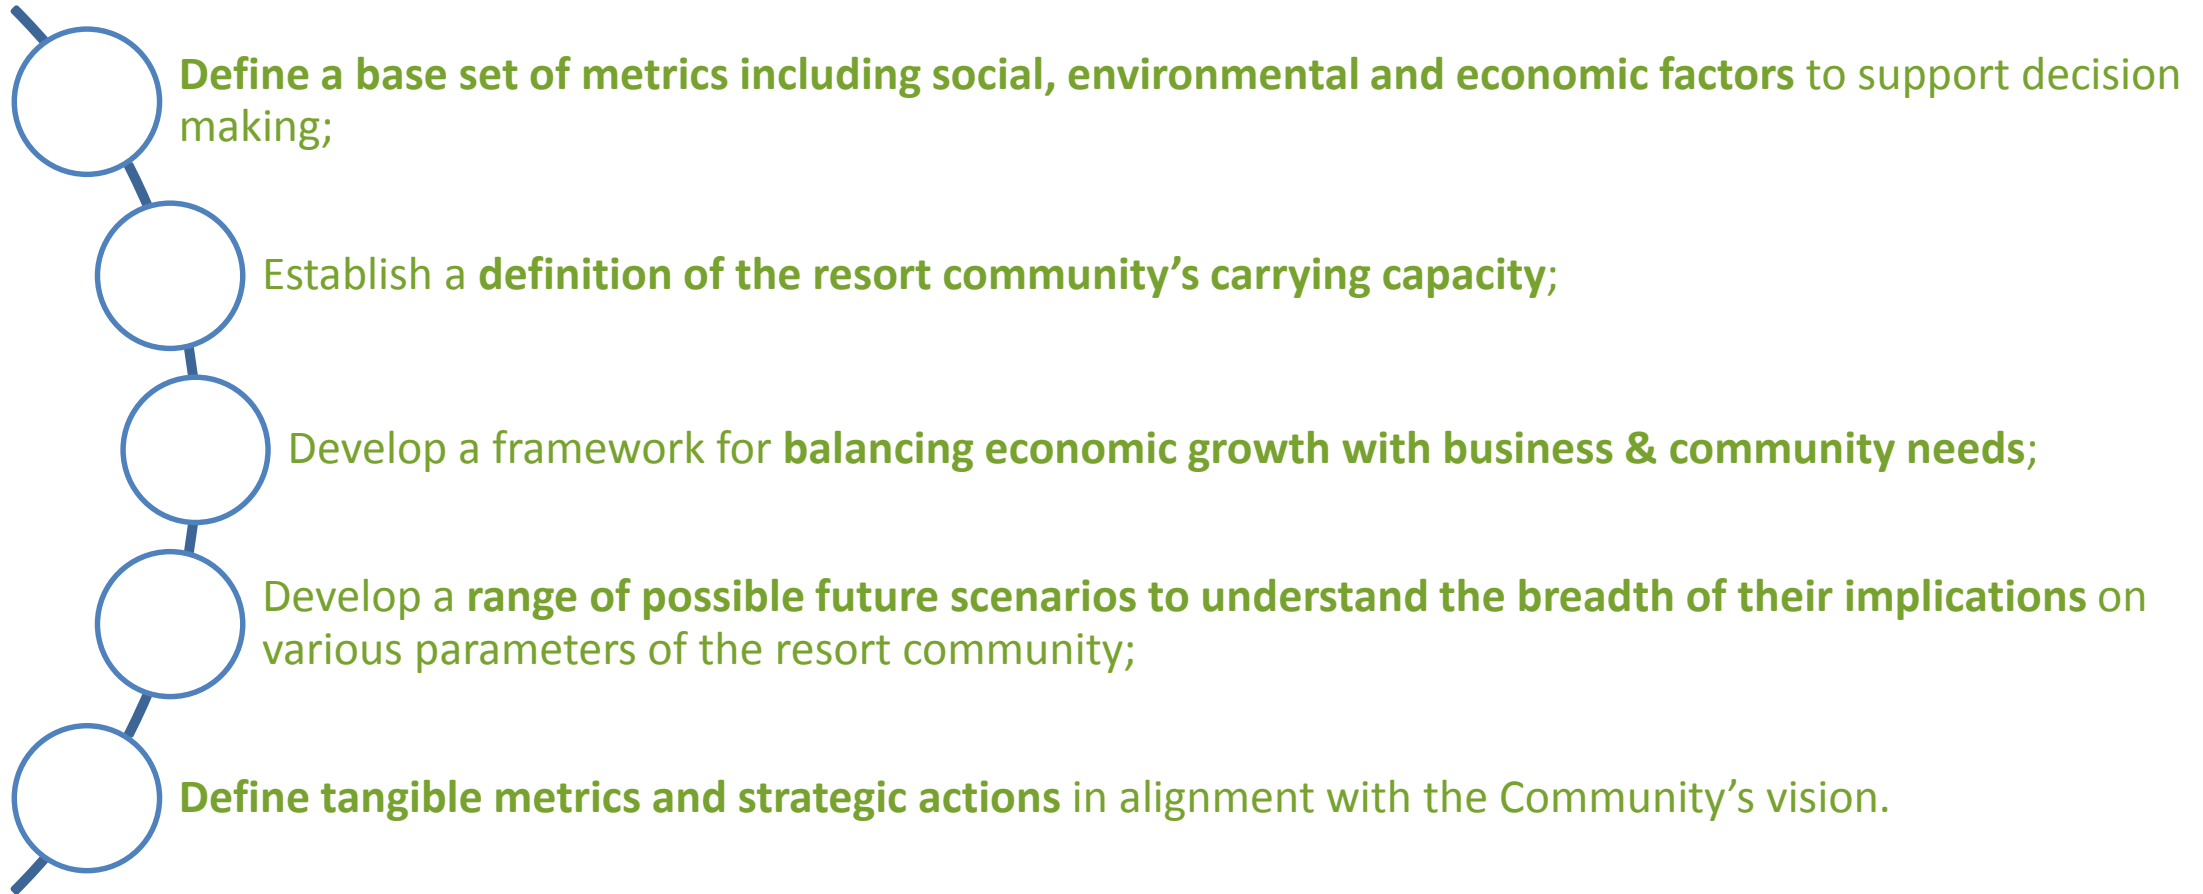 Define a base set of metrics including social, environmental and economic factors to support decision
making;
Establish a definition of the resort community’s carrying capacity;
Develop a framework for balancing economic growth with business & community needs;
Develop a range of possible future scenarios to understand the breadth of their implications on
various parameters of the resort community;
Define tangible metrics and strategic actions in alignment with the Community’s vision.